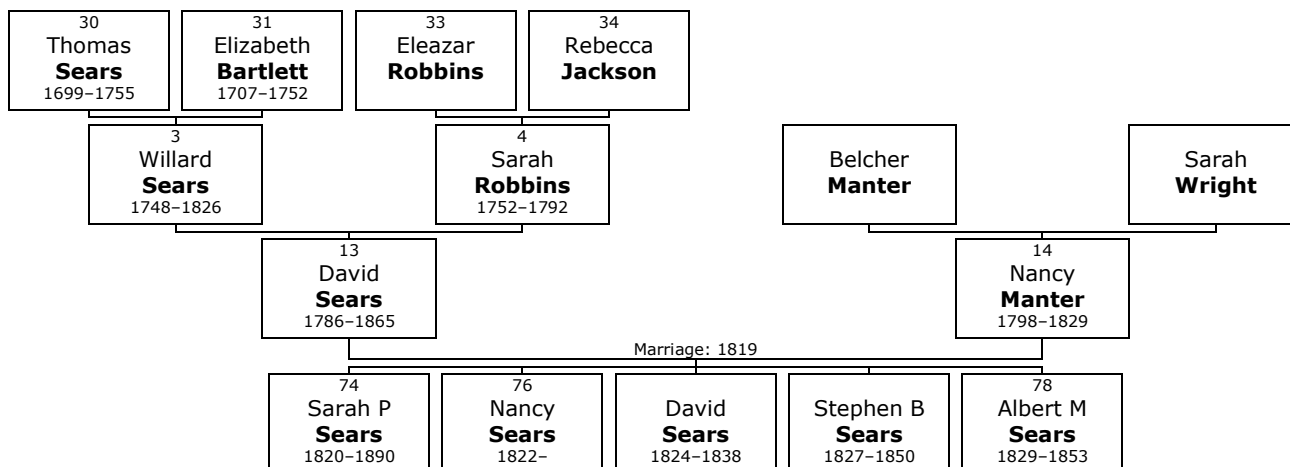 30
Thomas
Sears
1699–1755
31
Elizabeth
Bartlett
1707–1752
33
Eleazar
Robbins
34
Rebecca
Jackson
3
Willard
Sears
1748–1826
4
Sarah
Robbins
1752–1792
Belcher
Manter
Sarah
Wright
13
David
Sears
1786–1865
14
Nancy
Manter
1798–1829
Marriage: 1819
74
Sarah P
Sears
1820–1890
76
Nancy
Sears
1822–
David
Sears
1824–1838
Stephen B
Sears
1827–1850
78
Albert M
Sears
1829–1853